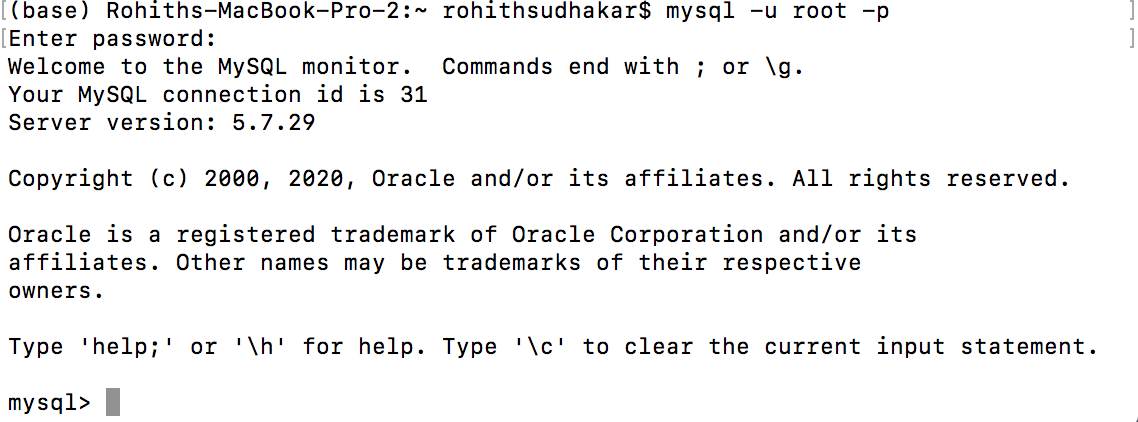 [(base) Rohiths-MacBook-Pro-2:~ rohithsudhakar$ mysql -u root -p ]
[Enter password: ]
Welcome to the MySQL monitor.  Commands end with ; or \g.
Your MySQL connection id is 31
Server version: 5.7.29
Copyright (c) 2000, 2020, Oracle and/or its affiliates. All rights reserved.
Oracle is a registered trademark of Oracle Corporation and/or its
affiliates. Other names may be trademarks of their respective
owners.
Type 'help;' or '\h' for help. Type '\c' to clear the current input statement.
mysql>